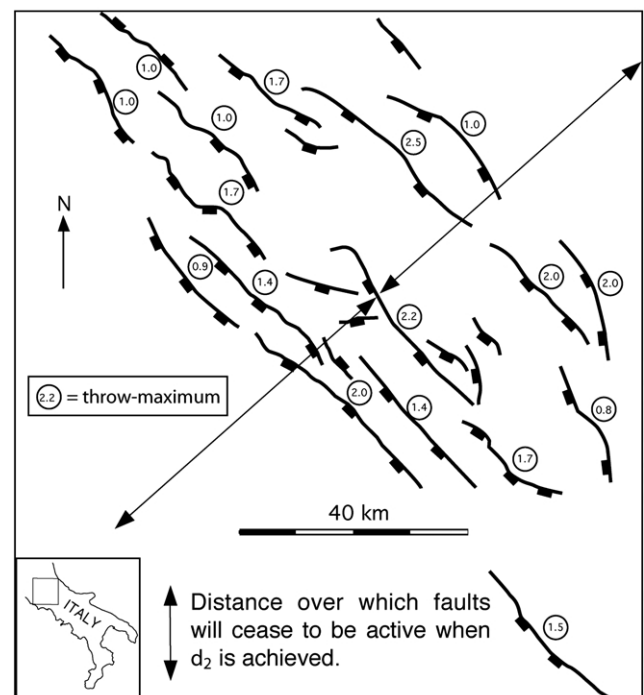 1.0
1.7
1.0
1.0
1.0
2.5
1.0
1.7
N
0.9
1.4
2.0
2.0
2.2
2.2 = throw-maximum
2.0
1.4
0.8
1.7
40 km
ITALY
Distance over which faults
will cease to be active when
d₂ is achieved.
1.5